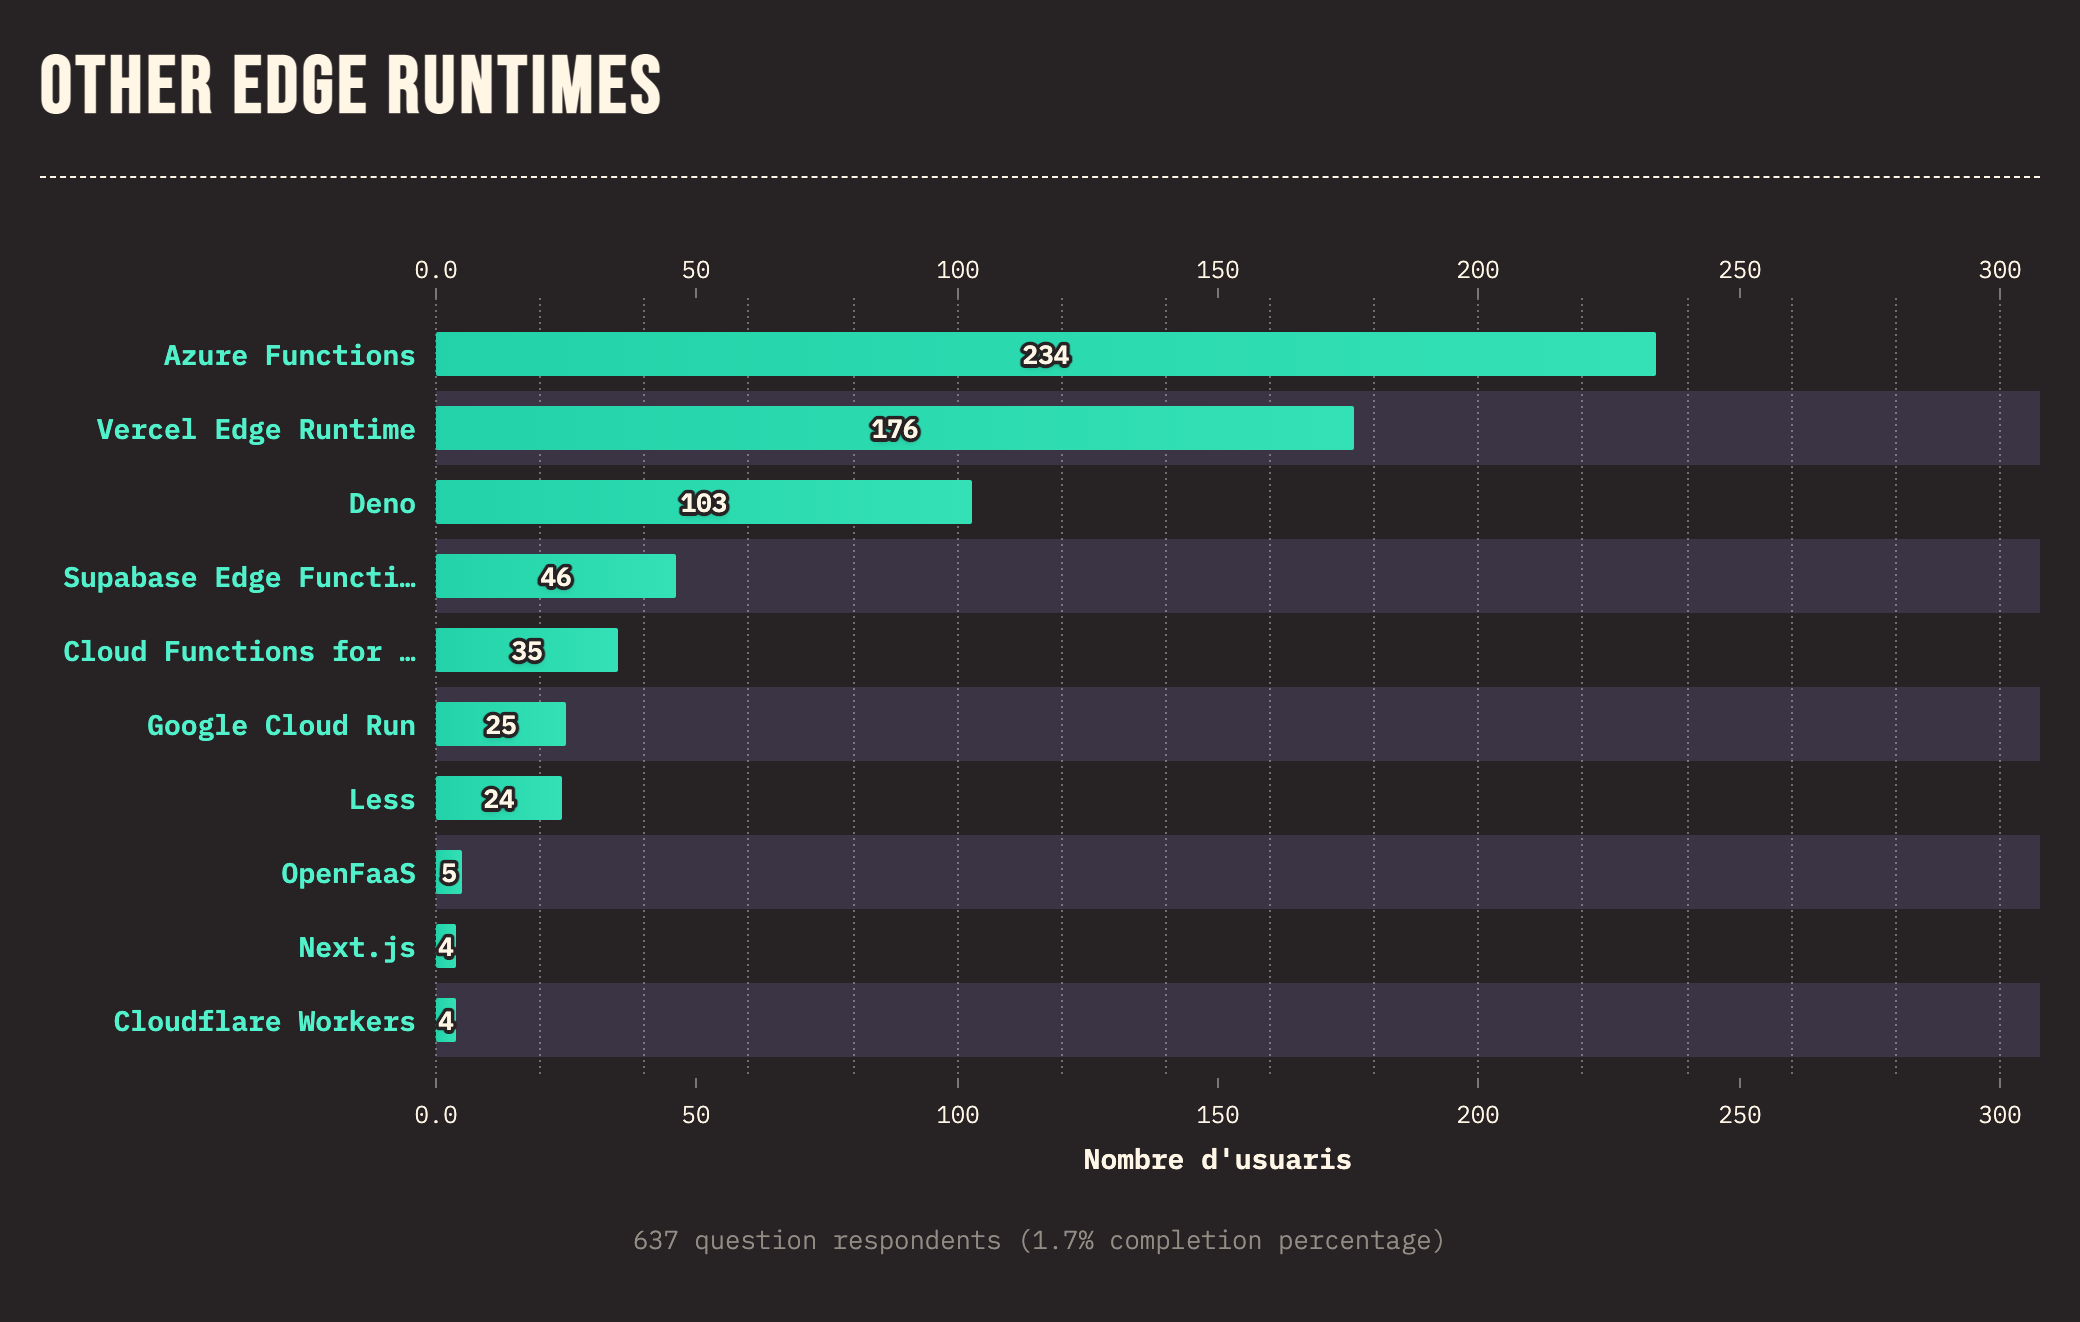 OTHER EDGE RUNTIMES
0.0 50 100 150 200 250 300
Azure Functions 234
Vercel Edge Runtime 176
Deno 103
Supabase Edge Functi… 46
Cloud Functions for … 35
Google Cloud Run 25
Less 24
OpenFaaS 5
Next.js 4
Cloudflare Workers 4
0.0 50 100 150 200 250 300
Nombre d'usuaris
637 question respondents (1.7% completion percentage)